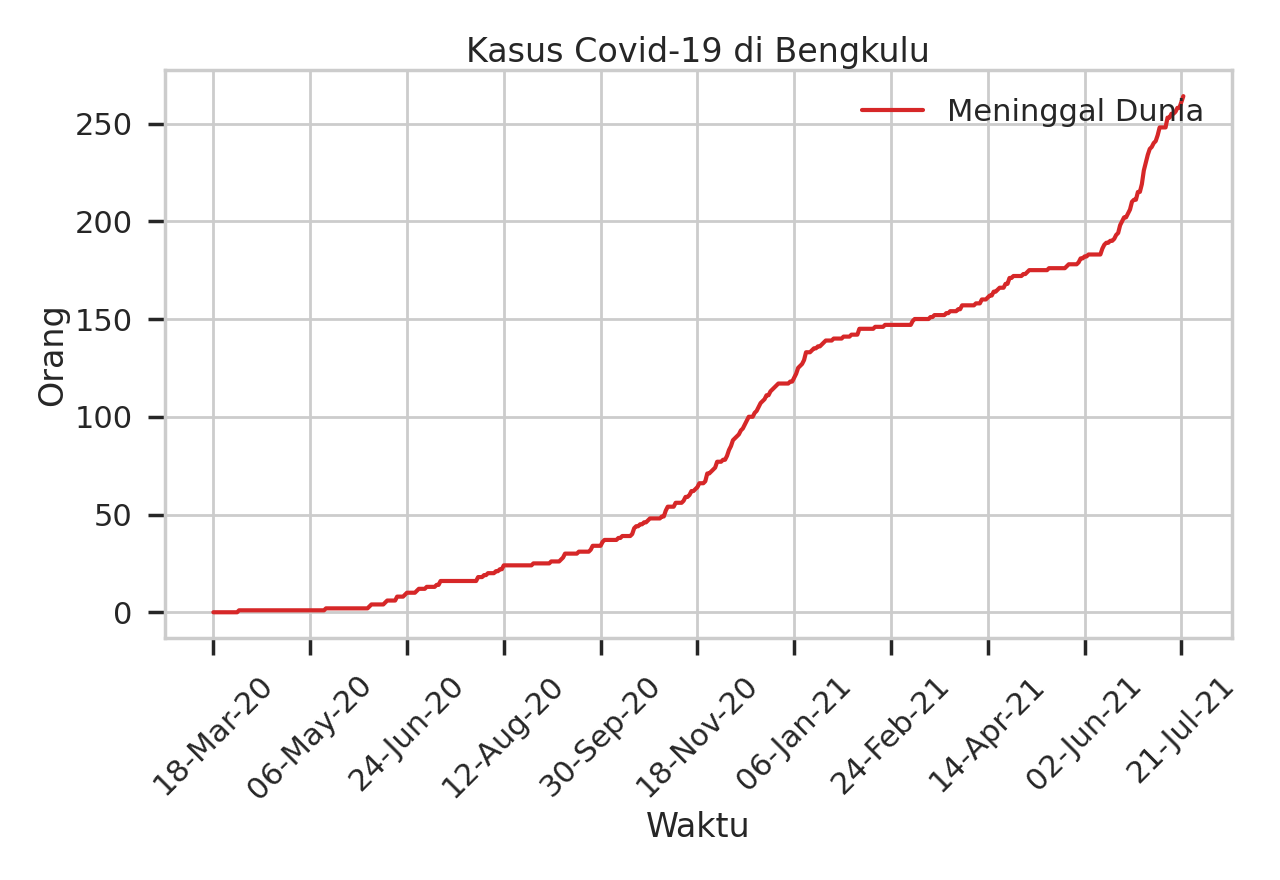 Kasus Covid-19 di Bengkulu
Meninggal Dunia
250
200
150
100
50
0
Orang
18-Mar-20
06-May-20
24-Jun-20
12-Aug-20
30-Sep-20
18-Nov-20
06-Jan-21
24-Feb-21
14-Apr-21
02-Jun-21
21-Jul-21
Waktu